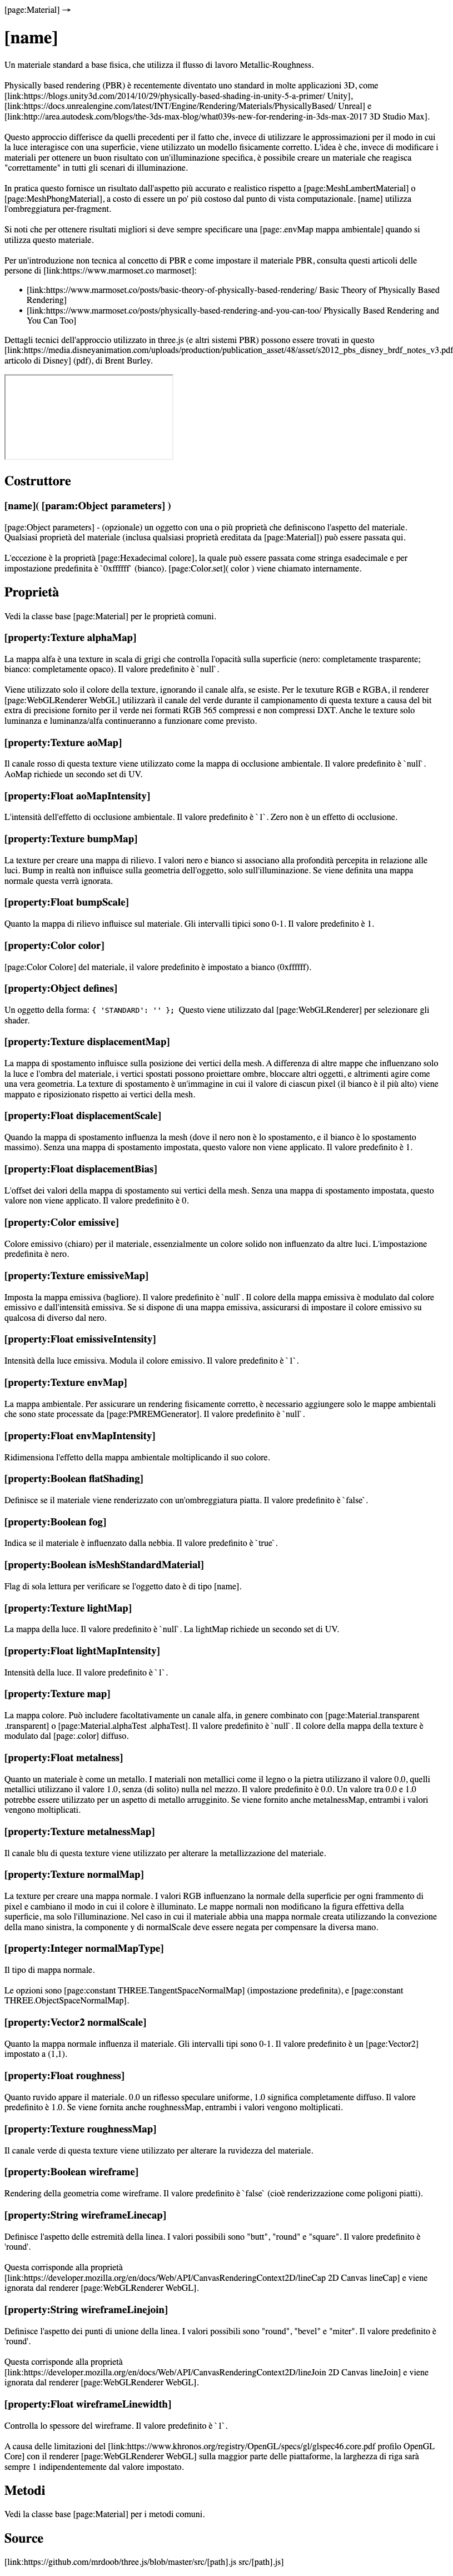 [page:Material] →
[name]
Un materiale standard a base fisica, che utilizza il flusso di lavoro Metallic-Roughness.
Physically based rendering (PBR) è recentemente diventato uno standard in molte applicazioni 3D, come
[link:https://blogs.unity3d.com/2014/10/29/physically-based-shading-in-unity-5-a-primer/ Unity],
[link:https://docs.unrealengine.com/latest/INT/Engine/Rendering/Materials/PhysicallyBased/ Unreal] e
[link:http://area.autodesk.com/blogs/the-3ds-max-blog/what039s-new-for-rendering-in-3ds-max-2017 3D Studio Max].
Questo approccio differisce da quelli precedenti per il fatto che, invece di utilizzare le approssimazioni per il modo in cui
la luce interagisce con una superficie, viene utilizzato un modello fisicamente corretto. L'idea è che, invece di modificare i
materiali per ottenere un buon risultato con un'illuminazione specifica, è possibile creare un materiale che reagisca
"correttamente" in tutti gli scenari di illuminazione.
In pratica questo fornisce un risultato dall'aspetto più accurato e realistico rispetto a [page:MeshLambertMaterial] o
[page:MeshPhongMaterial], a costo di essere un po' più costoso dal punto di vista computazionale. [name] utilizza
l'ombreggiatura per-fragment.
Si noti che per ottenere risultati migliori si deve sempre specificare una [page:.envMap mappa ambientale] quando si
utilizza questo materiale.
Per un'introduzione non tecnica al concetto di PBR e come impostare il materiale PBR, consulta questi articoli delle
persone di [link:https://www.marmoset.co marmoset]:
• [link:https://www.marmoset.co/posts/basic-theory-of-physically-based-rendering/ Basic Theory of Physically Based
Rendering]
• [link:https://www.marmoset.co/posts/physically-based-rendering-and-you-can-too/ Physically Based Rendering and
You Can Too]
Dettagli tecnici dell'approccio utilizzato in three.js (e altri sistemi PBR) possono essere trovati in questo
[link:https://media.disneyanimation.com/uploads/production/publication_asset/48/asset/s2012_pbs_disney_brdf_notes_v3.pdf
articolo di Disney] (pdf), di Brent Burley.
Costruttore
[name]( [param:Object parameters] )
[page:Object parameters] - (opzionale) un oggetto con una o più proprietà che definiscono l'aspetto del materiale.
Qualsiasi proprietà del materiale (inclusa qualsiasi proprietà ereditata da [page:Material]) può essere passata qui.
L'eccezione è la proprietà [page:Hexadecimal colore], la quale può essere passata come stringa esadecimale e per
impostazione predefinita è `0xffffff` (bianco). [page:Color.set]( color ) viene chiamato internamente.
Proprietà
Vedi la classe base [page:Material] per le proprietà comuni.
[property:Texture alphaMap]
La mappa alfa è una texture in scala di grigi che controlla l'opacità sulla superficie (nero: completamente trasparente;
bianco: completamente opaco). Il valore predefinito è `null`.
Viene utilizzato solo il colore della texture, ignorando il canale alfa, se esiste. Per le texuture RGB e RGBA, il renderer
[page:WebGLRenderer WebGL] utilizzarà il canale del verde durante il campionamento di questa texture a causa del bit
extra di precisione fornito per il verde nei formati RGB 565 compressi e non compressi DXT. Anche le texture solo
luminanza e luminanza/alfa continueranno a funzionare come previsto.
[property:Texture aoMap]
Il canale rosso di questa texture viene utilizzato come la mappa di occlusione ambientale. Il valore predefinito è `null`.
AoMap richiede un secondo set di UV.
[property:Float aoMapIntensity]
L'intensità dell'effetto di occlusione ambientale. Il valore predefinito è `1`. Zero non è un effetto di occlusione.
[property:Texture bumpMap]
La texture per creare una mappa di rilievo. I valori nero e bianco si associano alla profondità percepita in relazione alle
luci. Bump in realtà non influisce sulla geometria dell'oggetto, solo sull'illuminazione. Se viene definita una mappa
normale questa verrà ignorata.
[property:Float bumpScale]
Quanto la mappa di rilievo influisce sul materiale. Gli intervalli tipici sono 0-1. Il valore predefinito è 1.
[property:Color color]
[page:Color Colore] del materiale, il valore predefinito è impostato a bianco (0xffffff).
[property:Object defines]
Un oggetto della forma: { 'STANDARD': '' }; Questo viene utilizzato dal [page:WebGLRenderer] per selezionare gli
shader.
[property:Texture displacementMap]
La mappa di spostamento influisce sulla posizione dei vertici della mesh. A differenza di altre mappe che influenzano solo
la luce e l'ombra del materiale, i vertici spostati possono proiettare ombre, bloccare altri oggetti, e altrimenti agire come
una vera geometria. La texture di spostamento è un'immagine in cui il valore di ciascun pixel (il bianco è il più alto) viene
mappato e riposizionato rispetto ai vertici della mesh.
[property:Float displacementScale]
Quando la mappa di spostamento influenza la mesh (dove il nero non è lo spostamento, e il bianco è lo spostamento
massimo). Senza una mappa di spostamento impostata, questo valore non viene applicato. Il valore predefinito è 1.
[property:Float displacementBias]
L'offset dei valori della mappa di spostamento sui vertici della mesh. Senza una mappa di spostamento impostata, questo
valore non viene applicato. Il valore predefinito è 0.
[property:Color emissive]
Colore emissivo (chiaro) per il materiale, essenzialmente un colore solido non influenzato da altre luci. L'impostazione
predefinita è nero.
[property:Texture emissiveMap]
Imposta la mappa emissiva (bagliore). Il valore predefinito è `null`. Il colore della mappa emissiva è modulato dal colore
emissivo e dall'intensità emissiva. Se si dispone di una mappa emissiva, assicurarsi di impostare il colore emissivo su
qualcosa di diverso dal nero.
[property:Float emissiveIntensity]
Intensità della luce emissiva. Modula il colore emissivo. Il valore predefinito è `1`.
[property:Texture envMap]
La mappa ambientale. Per assicurare un rendering fisicamente corretto, è necessario aggiungere solo le mappe ambientali
che sono state processate da [page:PMREMGenerator]. Il valore predefinito è `null`.
[property:Float envMapIntensity]
Ridimensiona l'effetto della mappa ambientale moltiplicando il suo colore.
[property:Boolean flatShading]
Definisce se il materiale viene renderizzato con un'ombreggiatura piatta. Il valore predefinito è `false`.
[property:Boolean fog]
Indica se il materiale è influenzato dalla nebbia. Il valore predefinito è `true`.
[property:Boolean isMeshStandardMaterial]
Flag di sola lettura per verificare se l'oggetto dato è di tipo [name].
[property:Texture lightMap]
La mappa della luce. Il valore predefinito è `null`. La lightMap richiede un secondo set di UV.
[property:Float lightMapIntensity]
Intensità della luce. Il valore predefinito è `1`.
[property:Texture map]
La mappa colore. Può includere facoltativamente un canale alfa, in genere combinato con [page:Material.transparent
.transparent] o [page:Material.alphaTest .alphaTest]. Il valore predefinito è `null`. Il colore della mappa della texture è
modulato dal [page:.color] diffuso.
[property:Float metalness]
Quanto un materiale è come un metallo. I materiali non metallici come il legno o la pietra utilizzano il valore 0.0, quelli
metallici utilizzano il valore 1.0, senza (di solito) nulla nel mezzo. Il valore predefinito è 0.0. Un valore tra 0.0 e 1.0
potrebbe essere utilizzato per un aspetto di metallo arrugginito. Se viene fornito anche metalnessMap, entrambi i valori
vengono moltiplicati.
[property:Texture metalnessMap]
Il canale blu di questa texture viene utilizzato per alterare la metallizzazione del materiale.
[property:Texture normalMap]
La texture per creare una mappa normale. I valori RGB influenzano la normale della superficie per ogni frammento di
pixel e cambiano il modo in cui il colore è illuminato. Le mappe normali non modificano la figura effettiva della
superficie, ma solo l'illuminazione. Nel caso in cui il materiale abbia una mappa normale creata utilizzando la convezione
della mano sinistra, la componente y di normalScale deve essere negata per compensare la diversa mano.
[property:Integer normalMapType]
Il tipo di mappa normale.
Le opzioni sono [page:constant THREE.TangentSpaceNormalMap] (impostazione predefinita), e [page:constant
THREE.ObjectSpaceNormalMap].
[property:Vector2 normalScale]
Quanto la mappa normale influenza il materiale. Gli intervalli tipi sono 0-1. Il valore predefinito è un [page:Vector2]
impostato a (1,1).
[property:Float roughness]
Quanto ruvido appare il materiale. 0.0 un riflesso speculare uniforme, 1.0 significa completamente diffuso. Il valore
predefinito è 1.0. Se viene fornita anche roughnessMap, entrambi i valori vengono moltiplicati.
[property:Texture roughnessMap]
Il canale verde di questa texture viene utilizzato per alterare la ruvidezza del materiale.
[property:Boolean wireframe]
Rendering della geometria come wireframe. Il valore predefinito è `false` (cioè renderizzazione come poligoni piatti).
[property:String wireframeLinecap]
Definisce l'aspetto delle estremità della linea. I valori possibili sono "butt", "round" e "square". Il valore predefinito è
'round'.
Questa corrisponde alla proprietà
[link:https://developer.mozilla.org/en/docs/Web/API/CanvasRenderingContext2D/lineCap 2D Canvas lineCap] e viene
ignorata dal renderer [page:WebGLRenderer WebGL].
[property:String wireframeLinejoin]
Definisce l'aspetto dei punti di unione della linea. I valori possibili sono "round", "bevel" e "miter". Il valore predefinito è
'round'.
Questa corrisponde alla proprietà
[link:https://developer.mozilla.org/en/docs/Web/API/CanvasRenderingContext2D/lineJoin 2D Canvas lineJoin] e viene
ignorata dal renderer [page:WebGLRenderer WebGL].
[property:Float wireframeLinewidth]
Controlla lo spessore del wireframe. Il valore predefinito è `1`.
A causa delle limitazioni del [link:https://www.khronos.org/registry/OpenGL/specs/gl/glspec46.core.pdf profilo OpenGL
Core] con il renderer [page:WebGLRenderer WebGL] sulla maggior parte delle piattaforme, la larghezza di riga sarà
sempre 1 indipendentemente dal valore impostato.
Metodi
Vedi la classe base [page:Material] per i metodi comuni.
Source
[link:https://github.com/mrdoob/three.js/blob/master/src/[path].js src/[path].js]